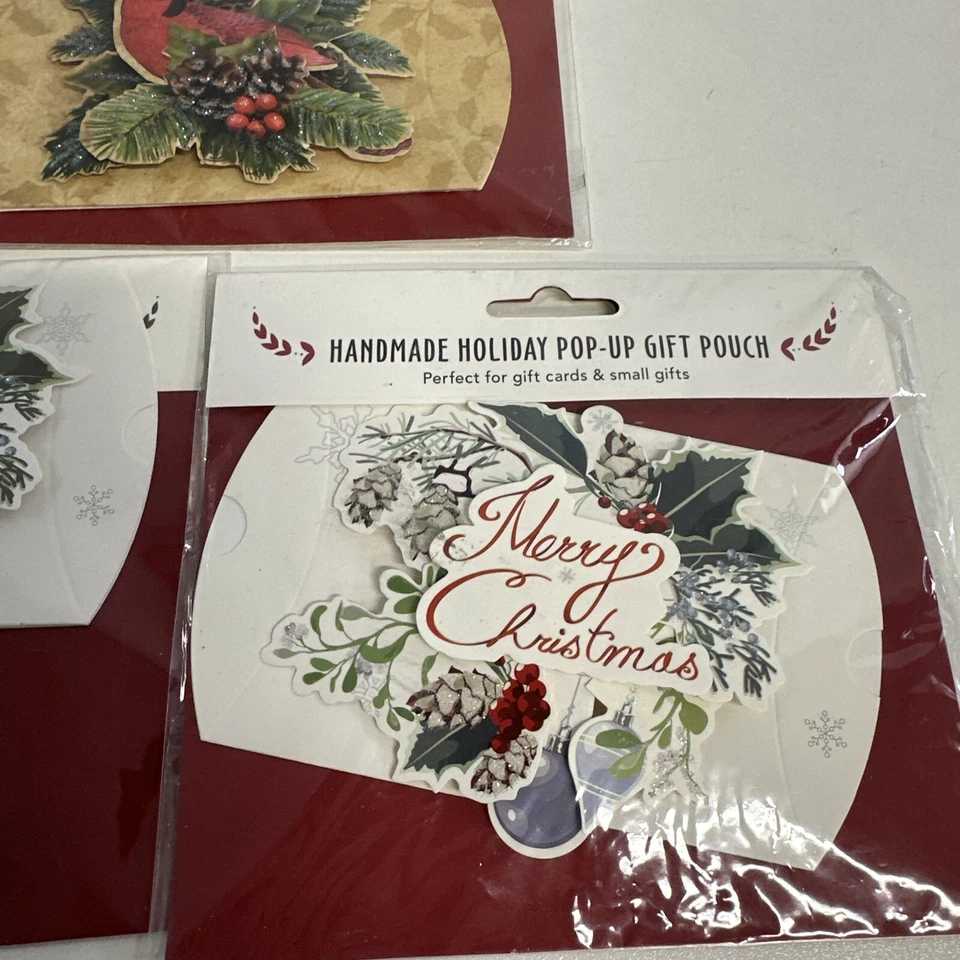 HANDMADE HOLIDAY POP-UP GIFT POUCH
Perfect for gift cards & small gifts
Merry
Christmas